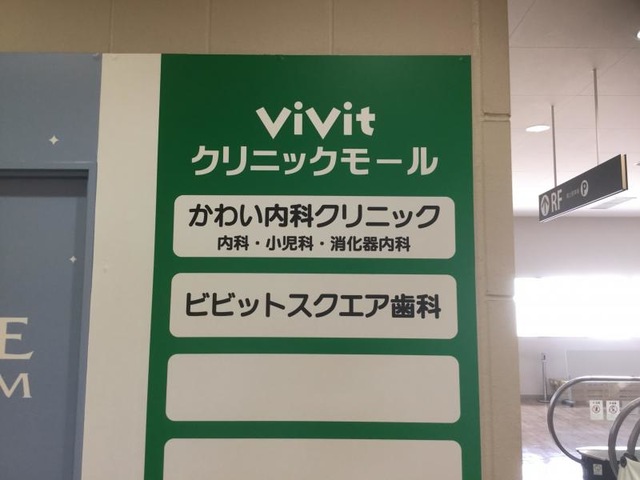 ViVit
クリニックモール
かわい内科クリニック
内科・小児科・消化器内科
ビビットスクエア歯科
RF
P
E
M